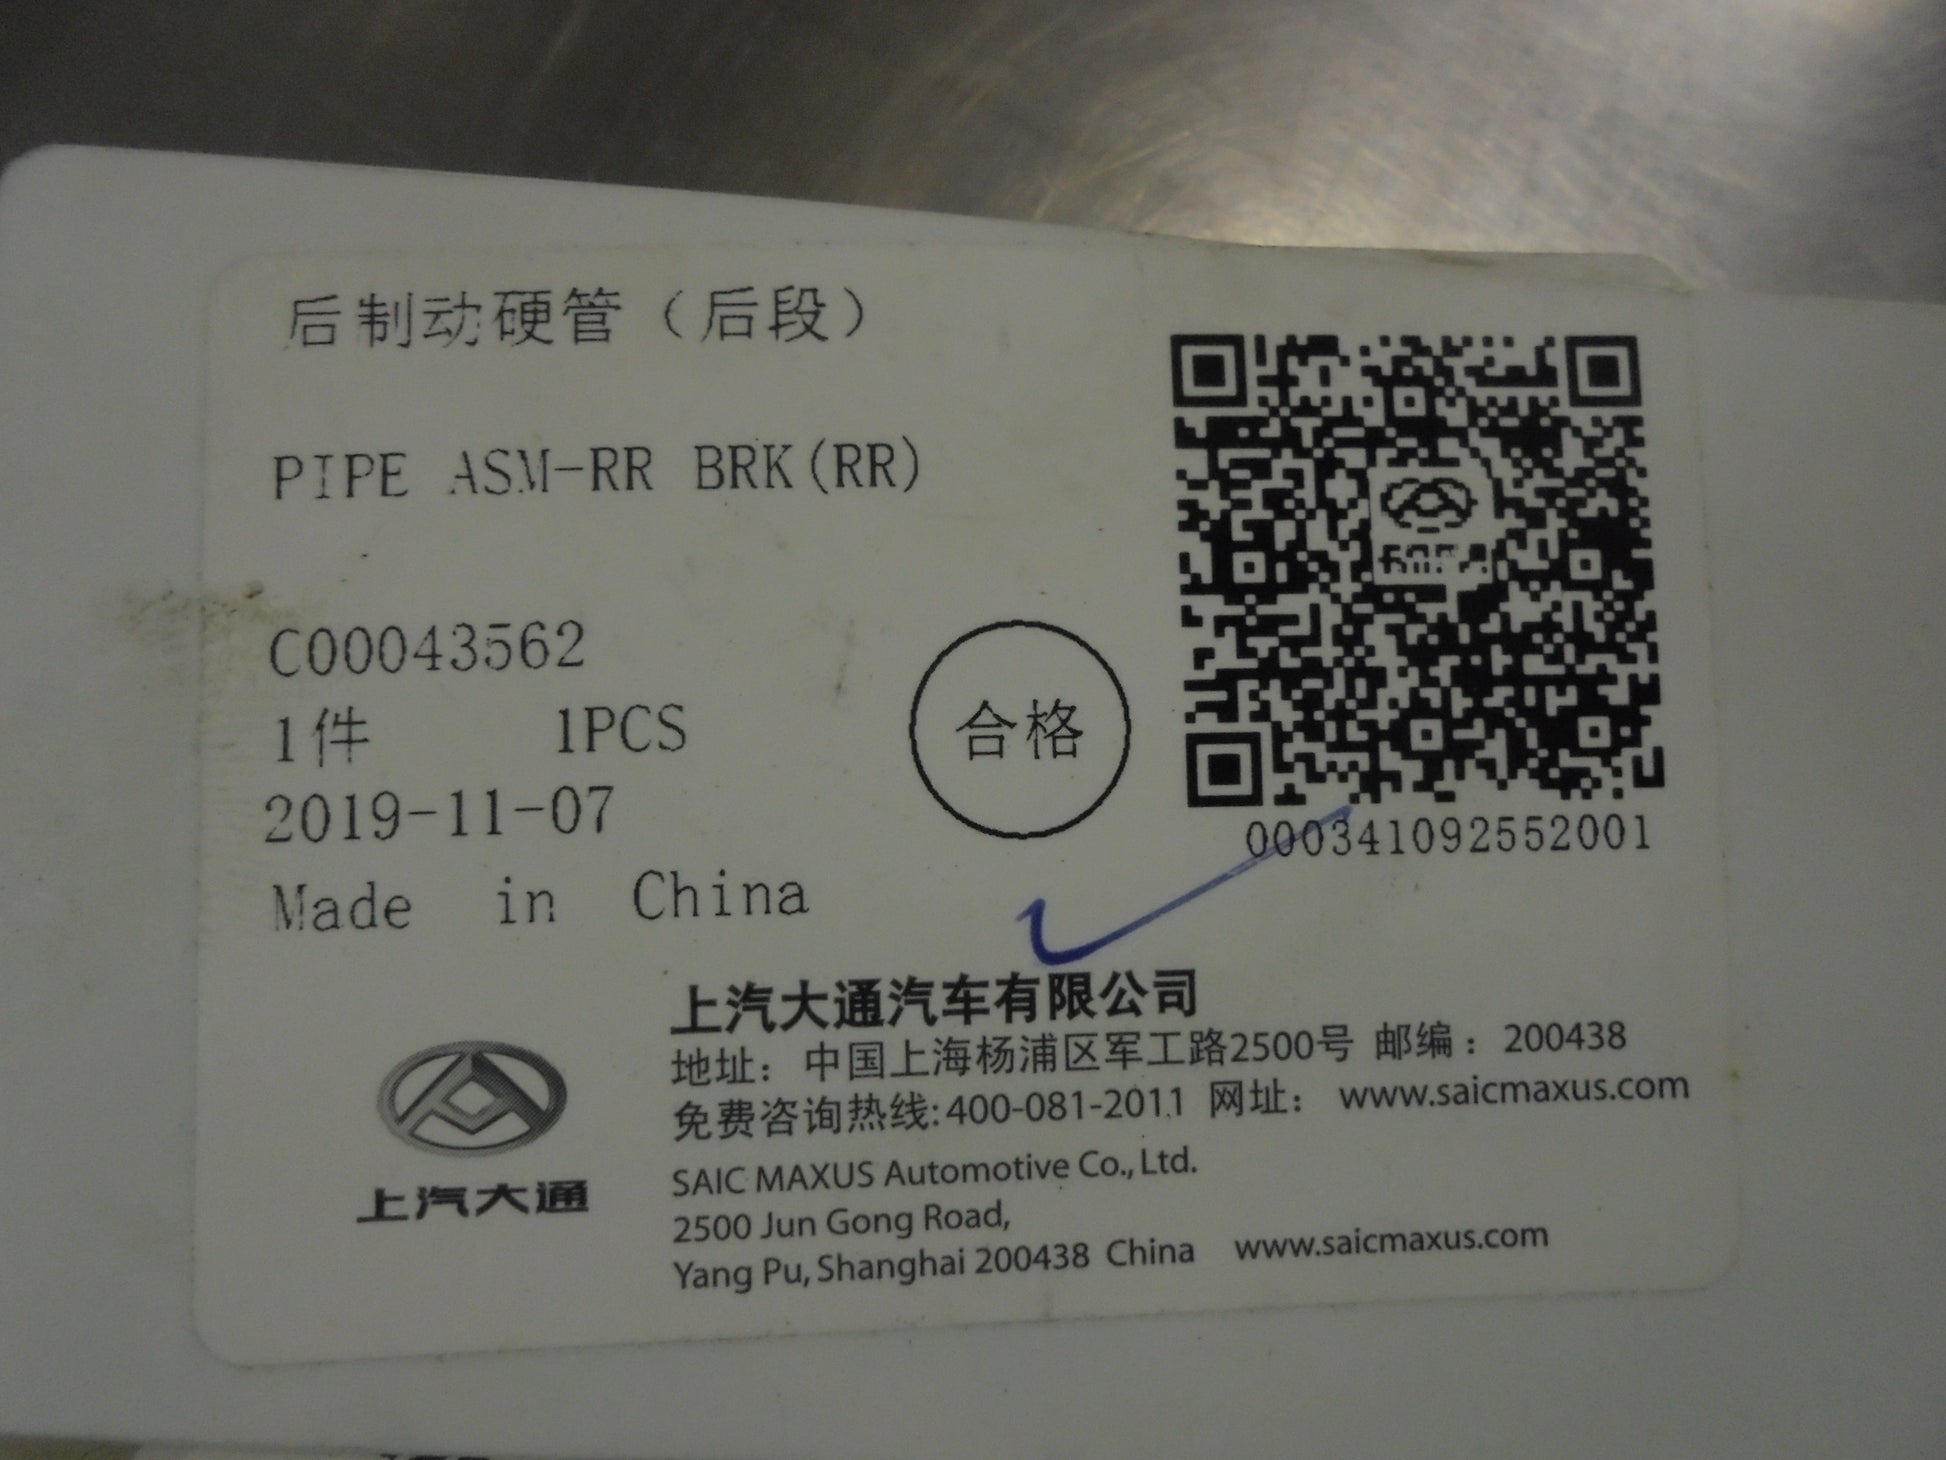 后制动硬管（后段）
PIPE ASM-RR BRK(RR)
C00043562
1件 1PCS
2019-11-07
Made in China
合格
000341092552001
上汽大通汽车有限公司
地址：中国上海杨浦区军工路2500号 邮编：200438
免费咨询热线:400-081-2011 网址： www.saicmaxus.com
SAIC MAXUS Automotive Co., Ltd.
2500 Jun Gong Road,
Yang Pu, Shanghai 200438 China www.saicmaxus.com
上汽大通